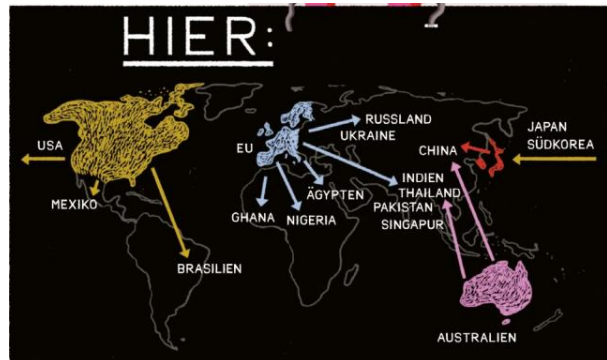 HIER:
USA
MEXIKO
BRASILIEN
EU
RUSSLAND
UKRAINE
ÄGYPTEN
GHANA
NIGERIA
INDIEN
THAILAND
PAKISTAN
SINGAPUR
CHINA
JAPAN
SÜDKOREA
AUSTRALIEN